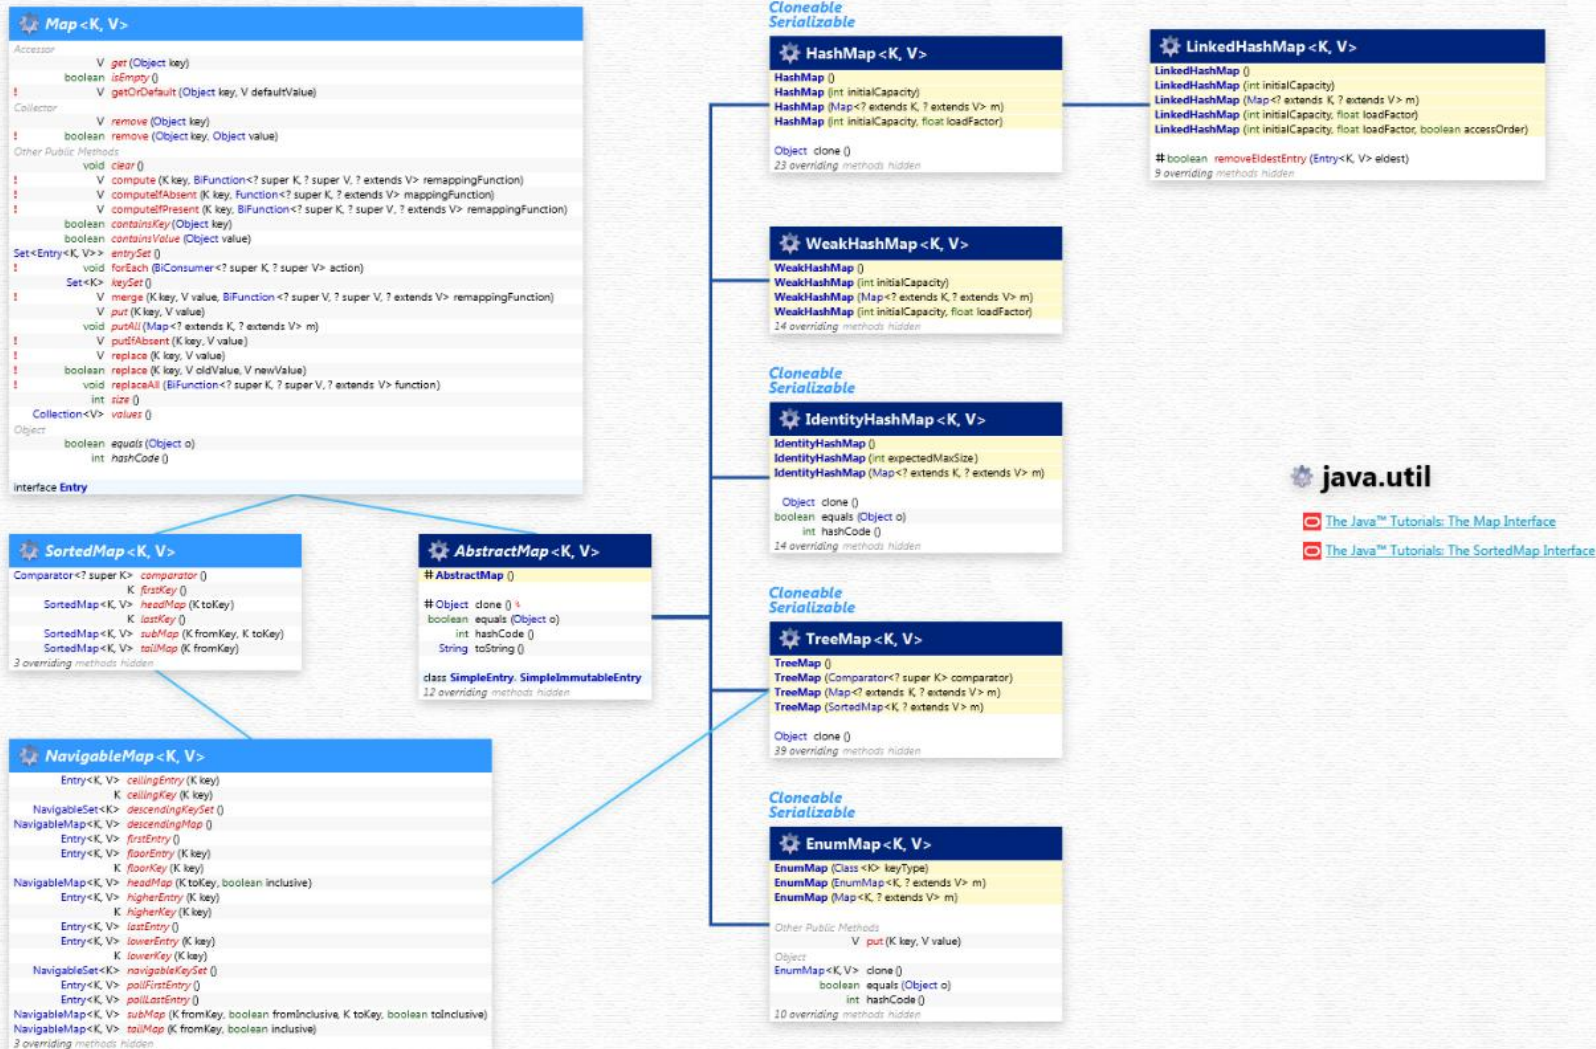 Map<K, V>
Accessor
V get (Object key)
boolean isEmpty ()
! V getOrDefault (Object key, V defaultValue)
Collector
V remove (Object key)
! boolean remove (Object key, Object value)
Other Public Methods
void clear ()
! V compute (K key, BiFunction<? super K, ? super V, ? extends V> remappingFunction)
! V computeIfAbsent (K key, Function<? super K, ? extends V> mappingFunction)
! V computeIfPresent (K key, BiFunction<? super K, ? super V, ? extends V> remappingFunction)
boolean containsKey (Object key)
boolean containsValue (Object value)
Set<Entry<K, V>> entrySet ()
! void forEach (BiConsumer<? super K, ? super V> action)
Set<K> keySet ()
! V merge (K key, V value, BiFunction<? super V, ? super V, ? extends V> remappingFunction)
V put (K key, V value)
void putAll (Map<? extends K, ? extends V> m)
! V putIfAbsent (K key, V value)
! V replace (K key, V value)
! boolean replace (K key, V oldValue, V newValue)
! void replaceAll (BiFunction<? super K, ? super V, ? extends V> function)
int size ()
Collection<V> values ()
Object
boolean equals (Object o)
int hashCode ()
interface Entry
SortedMap<K, V>
Comparator<? super K> comparator ()
K firstKey ()
SortedMap<K, V> headMap (K toKey)
K lastKey ()
SortedMap<K, V> subMap (K fromKey, K toKey)
SortedMap<K, V> tailMap (K fromKey)
3 overriding methods hidden
AbstractMap<K, V>
# AbstractMap ()
# Object clone ()
boolean equals (Object o)
int hashCode ()
String toString ()
class SimpleEntry, SimpleImmutableEntry
12 overriding methods hidden
NavigableMap<K, V>
Entry<K, V> ceilingEntry (K key)
K ceilingKey (K key)
NavigableSet<K> descendingKeySet ()
NavigableMap<K, V> descendingMap ()
Entry<K, V> firstEntry ()
Entry<K, V> floorEntry (K key)
K floorKey (K key)
NavigableMap<K, V> headMap (K toKey, boolean inclusive)
Entry<K, V> higherEntry (K key)
K higherKey (K key)
Entry<K, V> lastEntry ()
Entry<K, V> lowerEntry (K key)
K lowerKey (K key)
NavigableSet<K> navigableKeySet ()
Entry<K, V> pollFirstEntry ()
Entry<K, V> pollLastEntry ()
NavigableMap<K, V> subMap (K fromKey, boolean fromInclusive, K toKey, boolean toInclusive)
NavigableMap<K, V> tailMap (K fromKey, boolean inclusive)
3 overriding methods hidden
Cloneable
Serializable
HashMap<K, V>
HashMap ()
HashMap (int initialCapacity)
HashMap (Map<? extends K, ? extends V> m)
HashMap (int initialCapacity, float loadFactor)
Object clone ()
23 overriding methods hidden
LinkedHashMap<K, V>
LinkedHashMap ()
LinkedHashMap (int initialCapacity)
LinkedHashMap (Map<? extends K, ? extends V> m)
LinkedHashMap (int initialCapacity, float loadFactor)
LinkedHashMap (int initialCapacity, float loadFactor, boolean accessOrder)
# boolean removeEldestEntry (Entry<K, V> eldest)
9 overriding methods hidden
WeakHashMap<K, V>
WeakHashMap ()
WeakHashMap (int initialCapacity)
WeakHashMap (Map<? extends K, ? extends V> m)
WeakHashMap (int initialCapacity, float loadFactor)
14 overriding methods hidden
Cloneable
Serializable
IdentityHashMap<K, V>
IdentityHashMap ()
IdentityHashMap (int expectedMaxSize)
IdentityHashMap (Map<? extends K, ? extends V> m)
Object clone ()
boolean equals (Object o)
int hashCode ()
14 overriding methods hidden
Cloneable
Serializable
TreeMap<K, V>
TreeMap ()
TreeMap (Comparator<? super K> comparator)
TreeMap (Map<? extends K, ? extends V> m)
TreeMap (SortedMap<K, ? extends V> m)
Object clone ()
39 overriding methods hidden
Cloneable
Serializable
EnumMap<K, V>
EnumMap (Class <K> keyType)
EnumMap (EnumMap<K, ? extends V> m)
EnumMap (Map<K, ? extends V> m)
Other Public Methods
V put (K key, V value)
Object
EnumMap<K, V> clone ()
boolean equals (Object o)
int hashCode ()
10 overriding methods hidden
java.util
The Java™ Tutorials: The Map Interface
The Java™ Tutorials: The SortedMap Interface